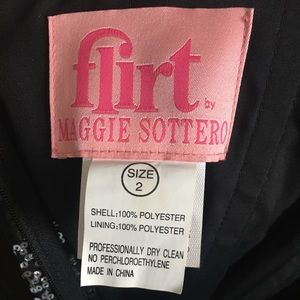 flirt
by
MAGGIE SOTTERO
SIZE
2
SHELL:100% POLYESTER
LINING:100% POLYESTER
PROFESSIONALLY DRY CLEAN
NO PERCHLOROETHYLENE
MADE IN CHINA